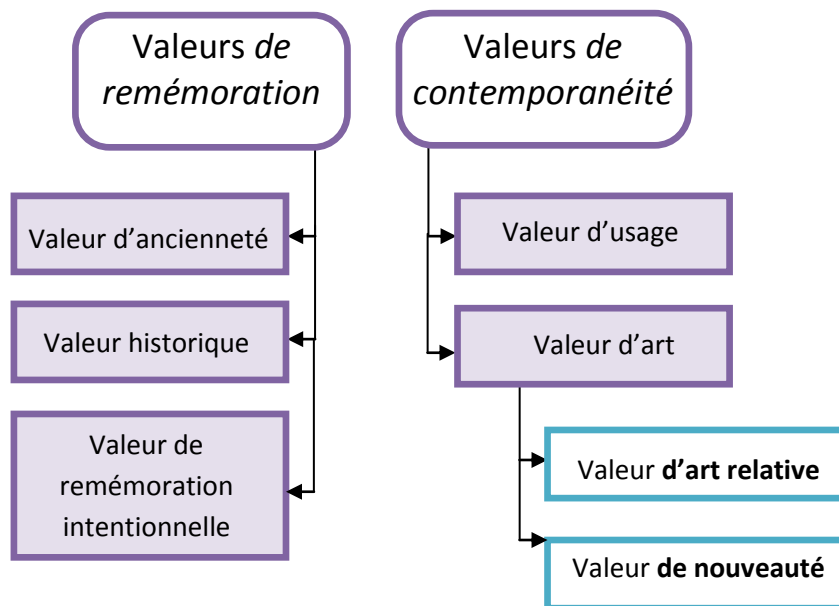 Valeurs de
remémoration
Valeur d’ancienneté
Valeur historique
Valeur de
remémoration
intentionnelle
Valeurs de
contemporanéité
Valeur d’usage
Valeur d’art
Valeur d’art relative
Valeur de nouveauté